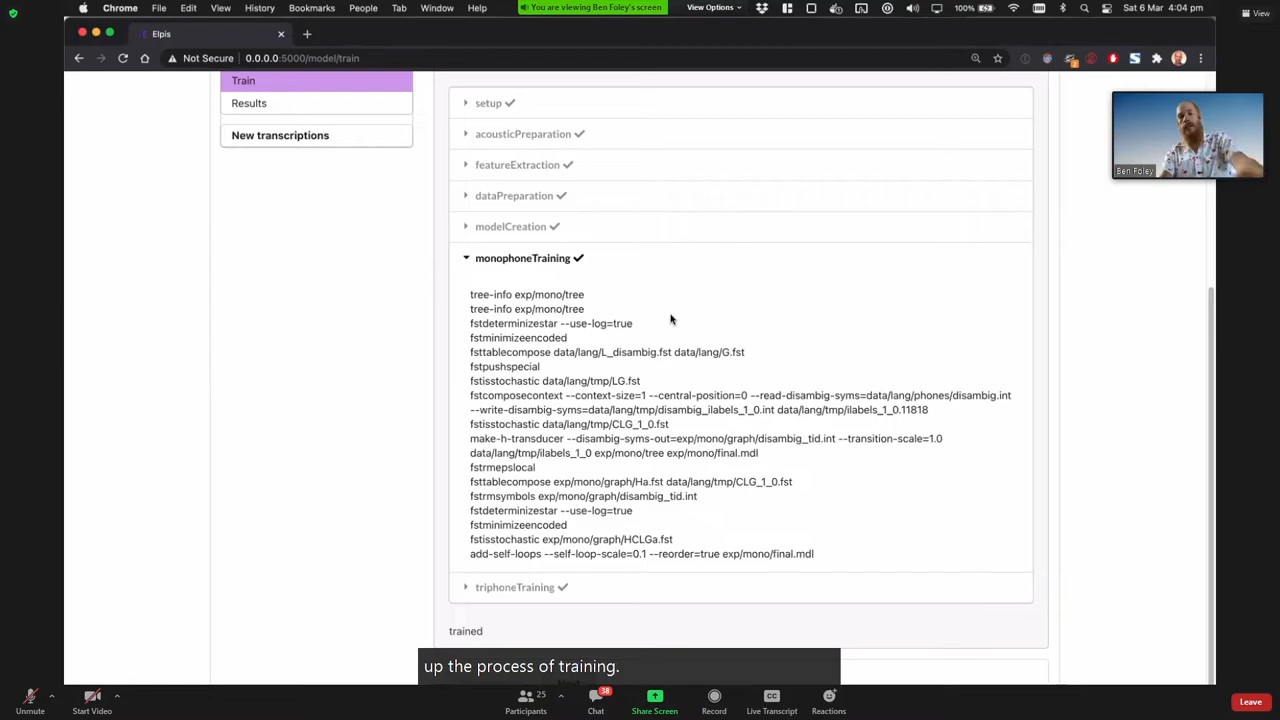 Chrome File Edit View History Bookmarks People Tab Window Help
You are viewing Ben Foley's screen
View Options
100% Sat 6 Mar 4:04 pm
View
Elpis
Not Secure 0.0.0.0:5000/model/train
Train
Results
New transcriptions
setup
acousticPreparation
featureExtraction
dataPreparation
modelCreation
monophoneTraining
tree-info exp/mono/tree
tree-info exp/mono/tree
fstdeterminizestar --use-log=true
fstminimizeencoded
fsttablecompose data/lang/L_disambig.fst data/lang/G.fst
fstpushspecial
fstisstochastic data/lang/tmp/LG.fst
fstcomposecontext --context-size=1 --central-position=0 --read-disambig-syms=data/lang/phones/disambig.int
--write-disambig-syms=data/lang/tmp/disambig_ilabels_1_0.int data/lang/tmp/ilabels_1_0.11818
fstisstochastic data/lang/tmp/CLG_1_0.fst
make-h-transducer --disambig-syms-out=exp/mono/graph/disambig_tid.int --transition-scale=1.0
data/lang/tmp/ilabels_1_0 exp/mono/tree exp/mono/final.mdl
fstrmepslocal
fsttablecompose exp/mono/graph/Ha.fst data/lang/tmp/CLG_1_0.fst
fstrmsymbols exp/mono/graph/disambig_tid.int
fstdeterminizestar --use-log=true
fstminimizeencoded
fstisstochastic exp/mono/graph/HCLGa.fst
add-self-loops --self-loop-scale=0.1 --reorder=true exp/mono/final.mdl
triphoneTraining
trained
Ben Foley
up the process of training.
Unmute
Start Video
Participants 25
Chat 38
Share Screen
Record
CC
Live Transcript
Reactions
Leave